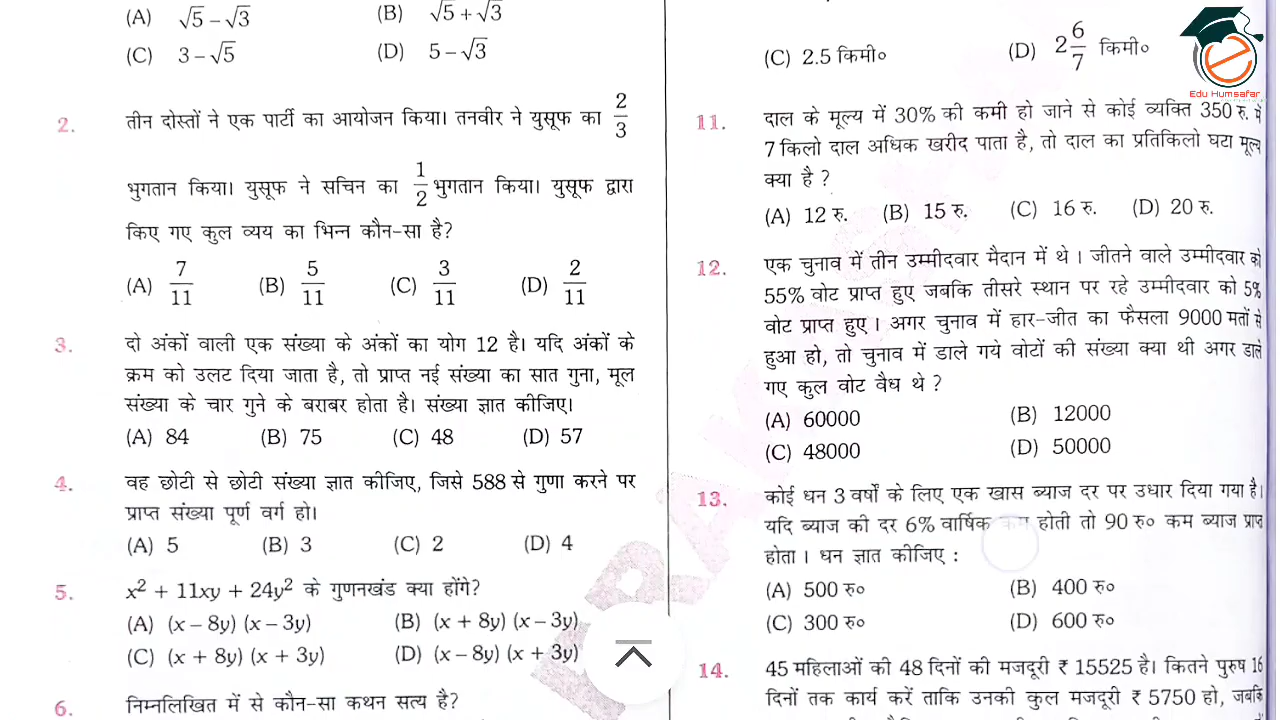 (A) √5 – √3 (B) √5 + √3
(C) 3 – √5 (D) 5 – √3
2. तीन दोस्तों ने एक पार्टी का आयोजन किया। तनवीर ने युसूफ का 2/3
भुगतान किया। युसूफ ने सचिन का 1/2 भुगतान किया। युसूफ द्वारा
किए गए कुल व्यय का भिन्न कौन-सा है?
(A) 7/11 (B) 5/11 (C) 3/11 (D) 2/11
3. दो अंकों वाली एक संख्या के अंकों का योग 12 है। यदि अंकों के
क्रम को उलट दिया जाता है, तो प्राप्त नई संख्या का सात गुना, मूल
संख्या के चार गुने के बराबर होता है। संख्या ज्ञात कीजिए।
(A) 84 (B) 75 (C) 48 (D) 57
4. वह छोटी से छोटी संख्या ज्ञात कीजिए, जिसे 588 से गुणा करने पर
प्राप्त संख्या पूर्ण वर्ग हो।
(A) 5 (B) 3 (C) 2 (D) 4
5. x² + 11xy + 24y² के गुणनखंड क्या होंगे?
(A) (x – 8y) (x – 3y) (B) (x + 8y) (x – 3y)
(C) (x + 8y) (x + 3y) (D) (x – 8y) (x + 3y)
6. निम्नलिखित में से कौन-सा कथन सत्य है?
(C) 2.5 किमी० (D) 2 6/7 किमी०
11. दाल के मूल्य में 30% की कमी हो जाने से कोई व्यक्ति 350 रु. में
7 किलो दाल अधिक खरीद पाता है, तो दाल का प्रतिकिलो घटा मूल्य
क्या है ?
(A) 12 रु. (B) 15 रु. (C) 16 रु. (D) 20 रु.
12. एक चुनाव में तीन उम्मीदवार मैदान में थे । जीतने वाले उम्मीदवार को
55% वोट प्राप्त हुए जबकि तीसरे स्थान पर रहे उम्मीदवार को 5%
वोट प्राप्त हुए । अगर चुनाव में हार-जीत का फैसला 9000 मतों से
हुआ हो, तो चुनाव में डाले गये वोटों की संख्या क्या थी अगर डाले
गए कुल वोट वैध थे ?
(A) 60000 (B) 12000
(C) 48000 (D) 50000
13. कोई धन 3 वर्षों के लिए एक खास ब्याज दर पर उधार दिया गया है।
यदि ब्याज की दर 6% वार्षिक कम होती तो 90 रु० कम ब्याज प्राप्त
होता । धन ज्ञात कीजिए :
(A) 500 रु० (B) 400 रु०
(C) 300 रु० (D) 600 रु०
14. 45 महिलाओं की 48 दिनों की मजदूरी ₹ 15525 है। कितने पुरुष 16
दिनों तक कार्य करें ताकि उनकी कुल मजदूरी ₹ 5750 हो, जबकि
Edu Humsafar